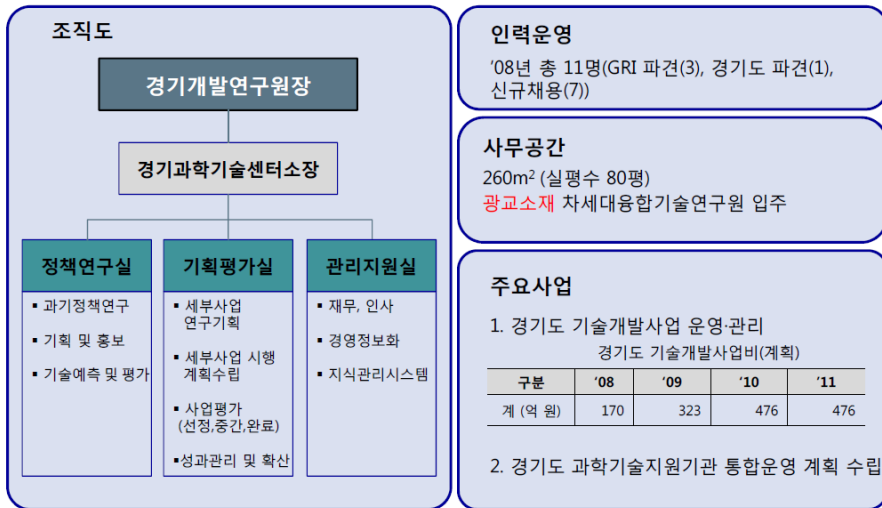 조직도
경기개발연구원장
경기과학기술센터소장
정책연구실
▪ 과기정책연구
▪ 기획 및 홍보
▪ 기술예측 및 평가
기획평가실
▪ 세부사업
연구기획
▪ 세부사업 시행
계획수립
▪ 사업평가
(선정,중간,완료)
▪성과관리 및 확산
관리지원실
▪ 재무, 인사
▪ 경영정보화
▪ 지식관리시스템
인력운영
'08년 총 11명(GRI 파견(3), 경기도 파견(1),
신규채용(7))
사무공간
260m² (실평수 80평)
광교소재 차세대융합기술연구원 입주
주요사업
1. 경기도 기술개발사업 운영·관리
경기도 기술개발사업비(계획)
구분 '08 '09 '10 '11
계 (억 원) 170 323 476 476
2. 경기도 과학기술지원기관 통합운영 계획 수립